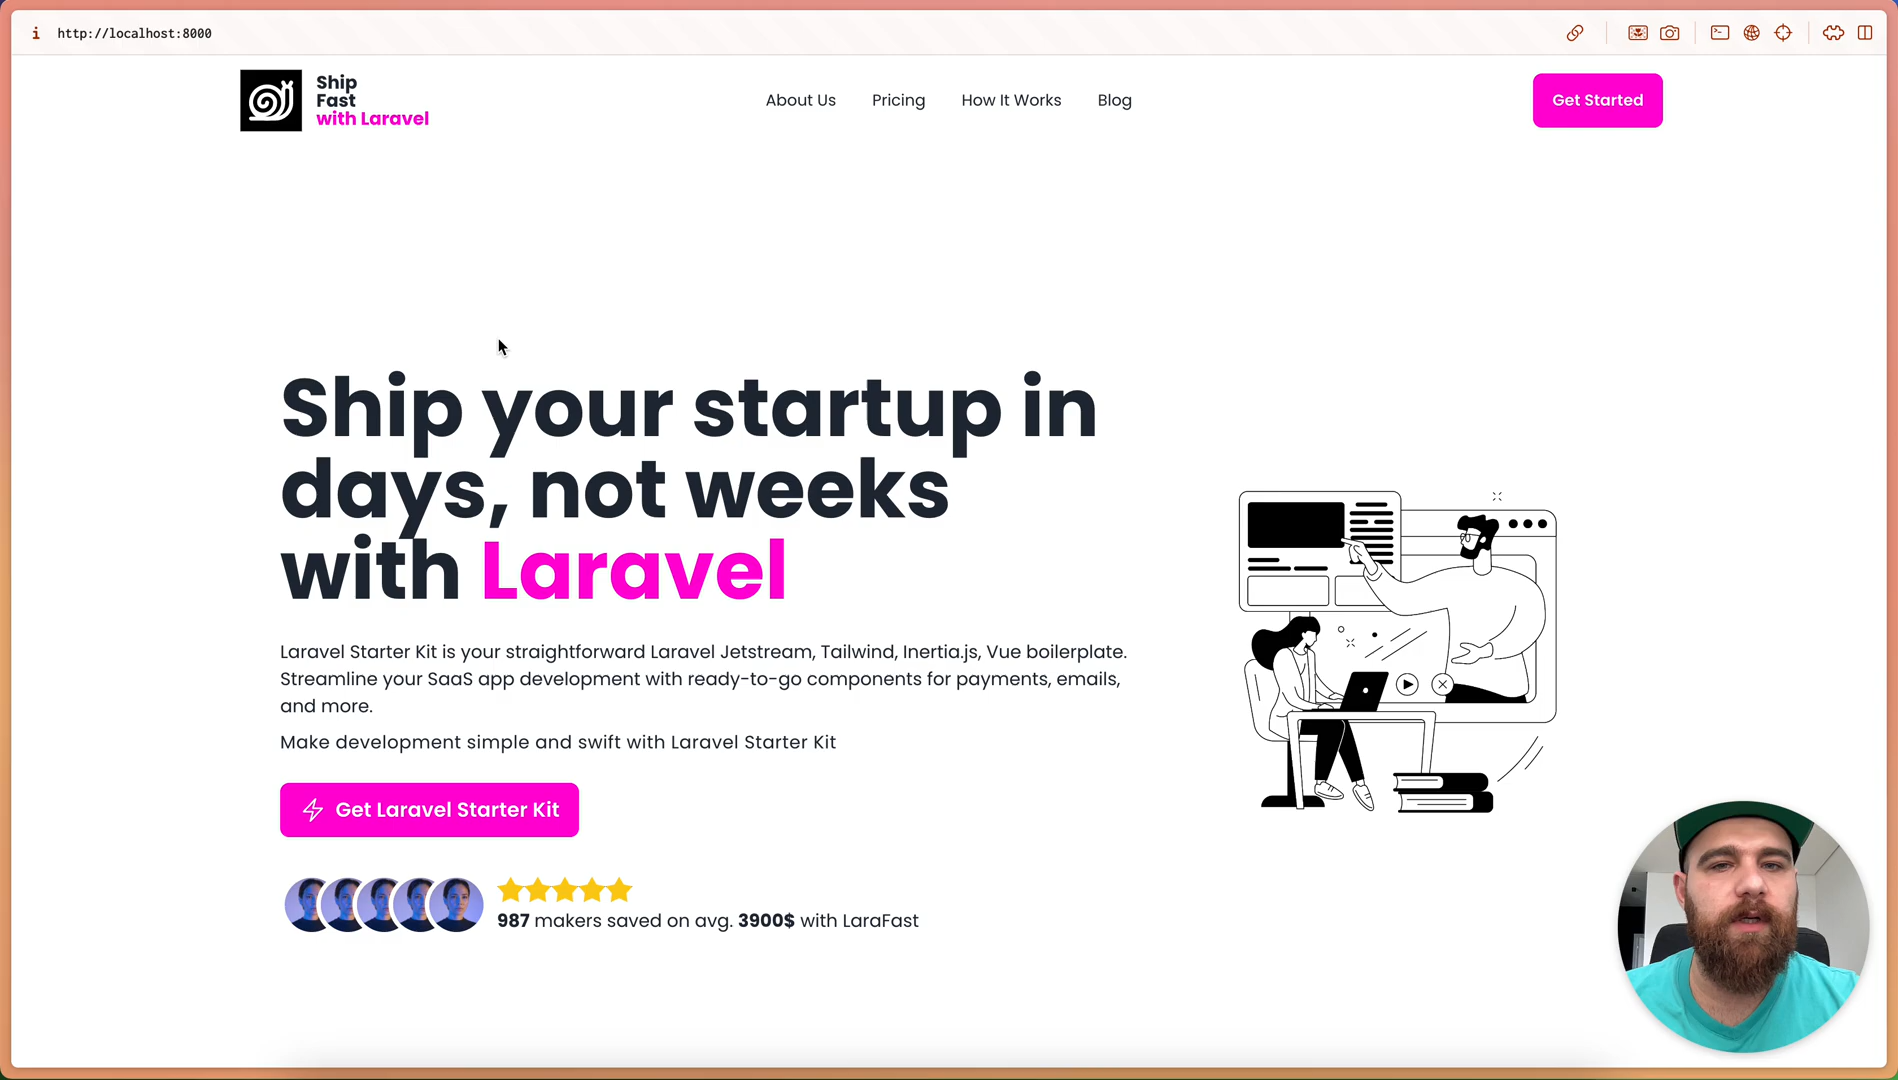 http://localhost:8000
Ship
Fast
with Laravel
About Us
Pricing
How It Works
Blog
Get Started
Ship your startup in
days, not weeks
with Laravel
Laravel Starter Kit is your straightforward Laravel Jetstream, Tailwind, Inertia.js, Vue boilerplate.
Streamline your SaaS app development with ready-to-go components for payments, emails,
and more.
Make development simple and swift with Laravel Starter Kit
Get Laravel Starter Kit
987 makers saved on avg. 3900$ with LaraFast